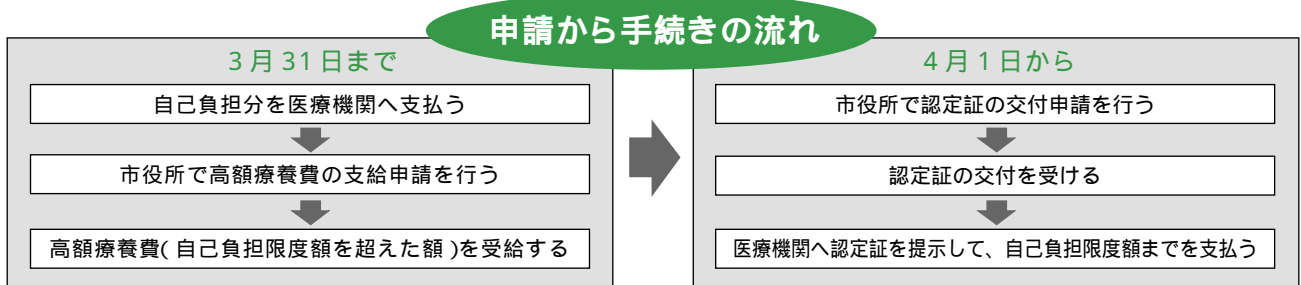 申請から手続きの流れ
3月31日まで
自己負担分を医療機関へ支払う
市役所で高額療養費の支給申請を行う
高額療養費(自己負担限度額を超えた額)を受給する
4月1日から
市役所で認定証の交付申請を行う
認定証の交付を受ける
医療機関へ認定証を提示して、自己負担限度額までを支払う